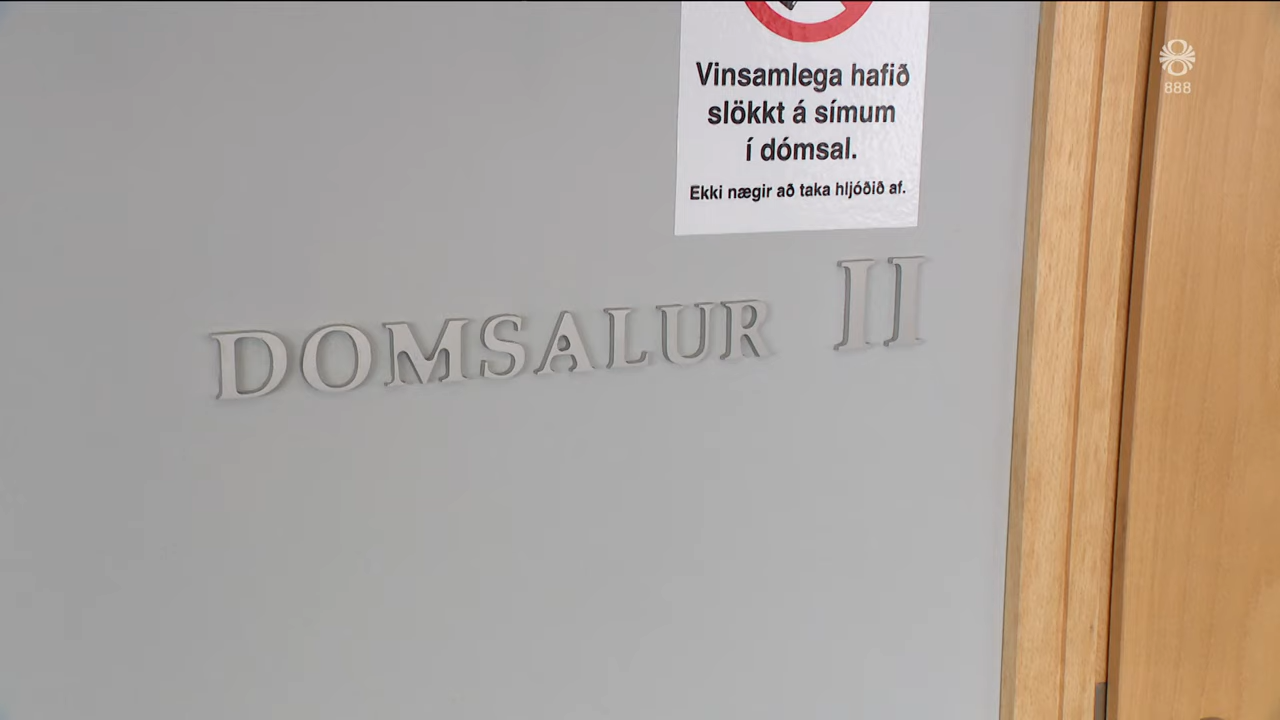 Vinsamlega hafið
slökkt á símum
í dómsal.
Ekki nægir að taka hljóðið af.
DOMSALUR II
888